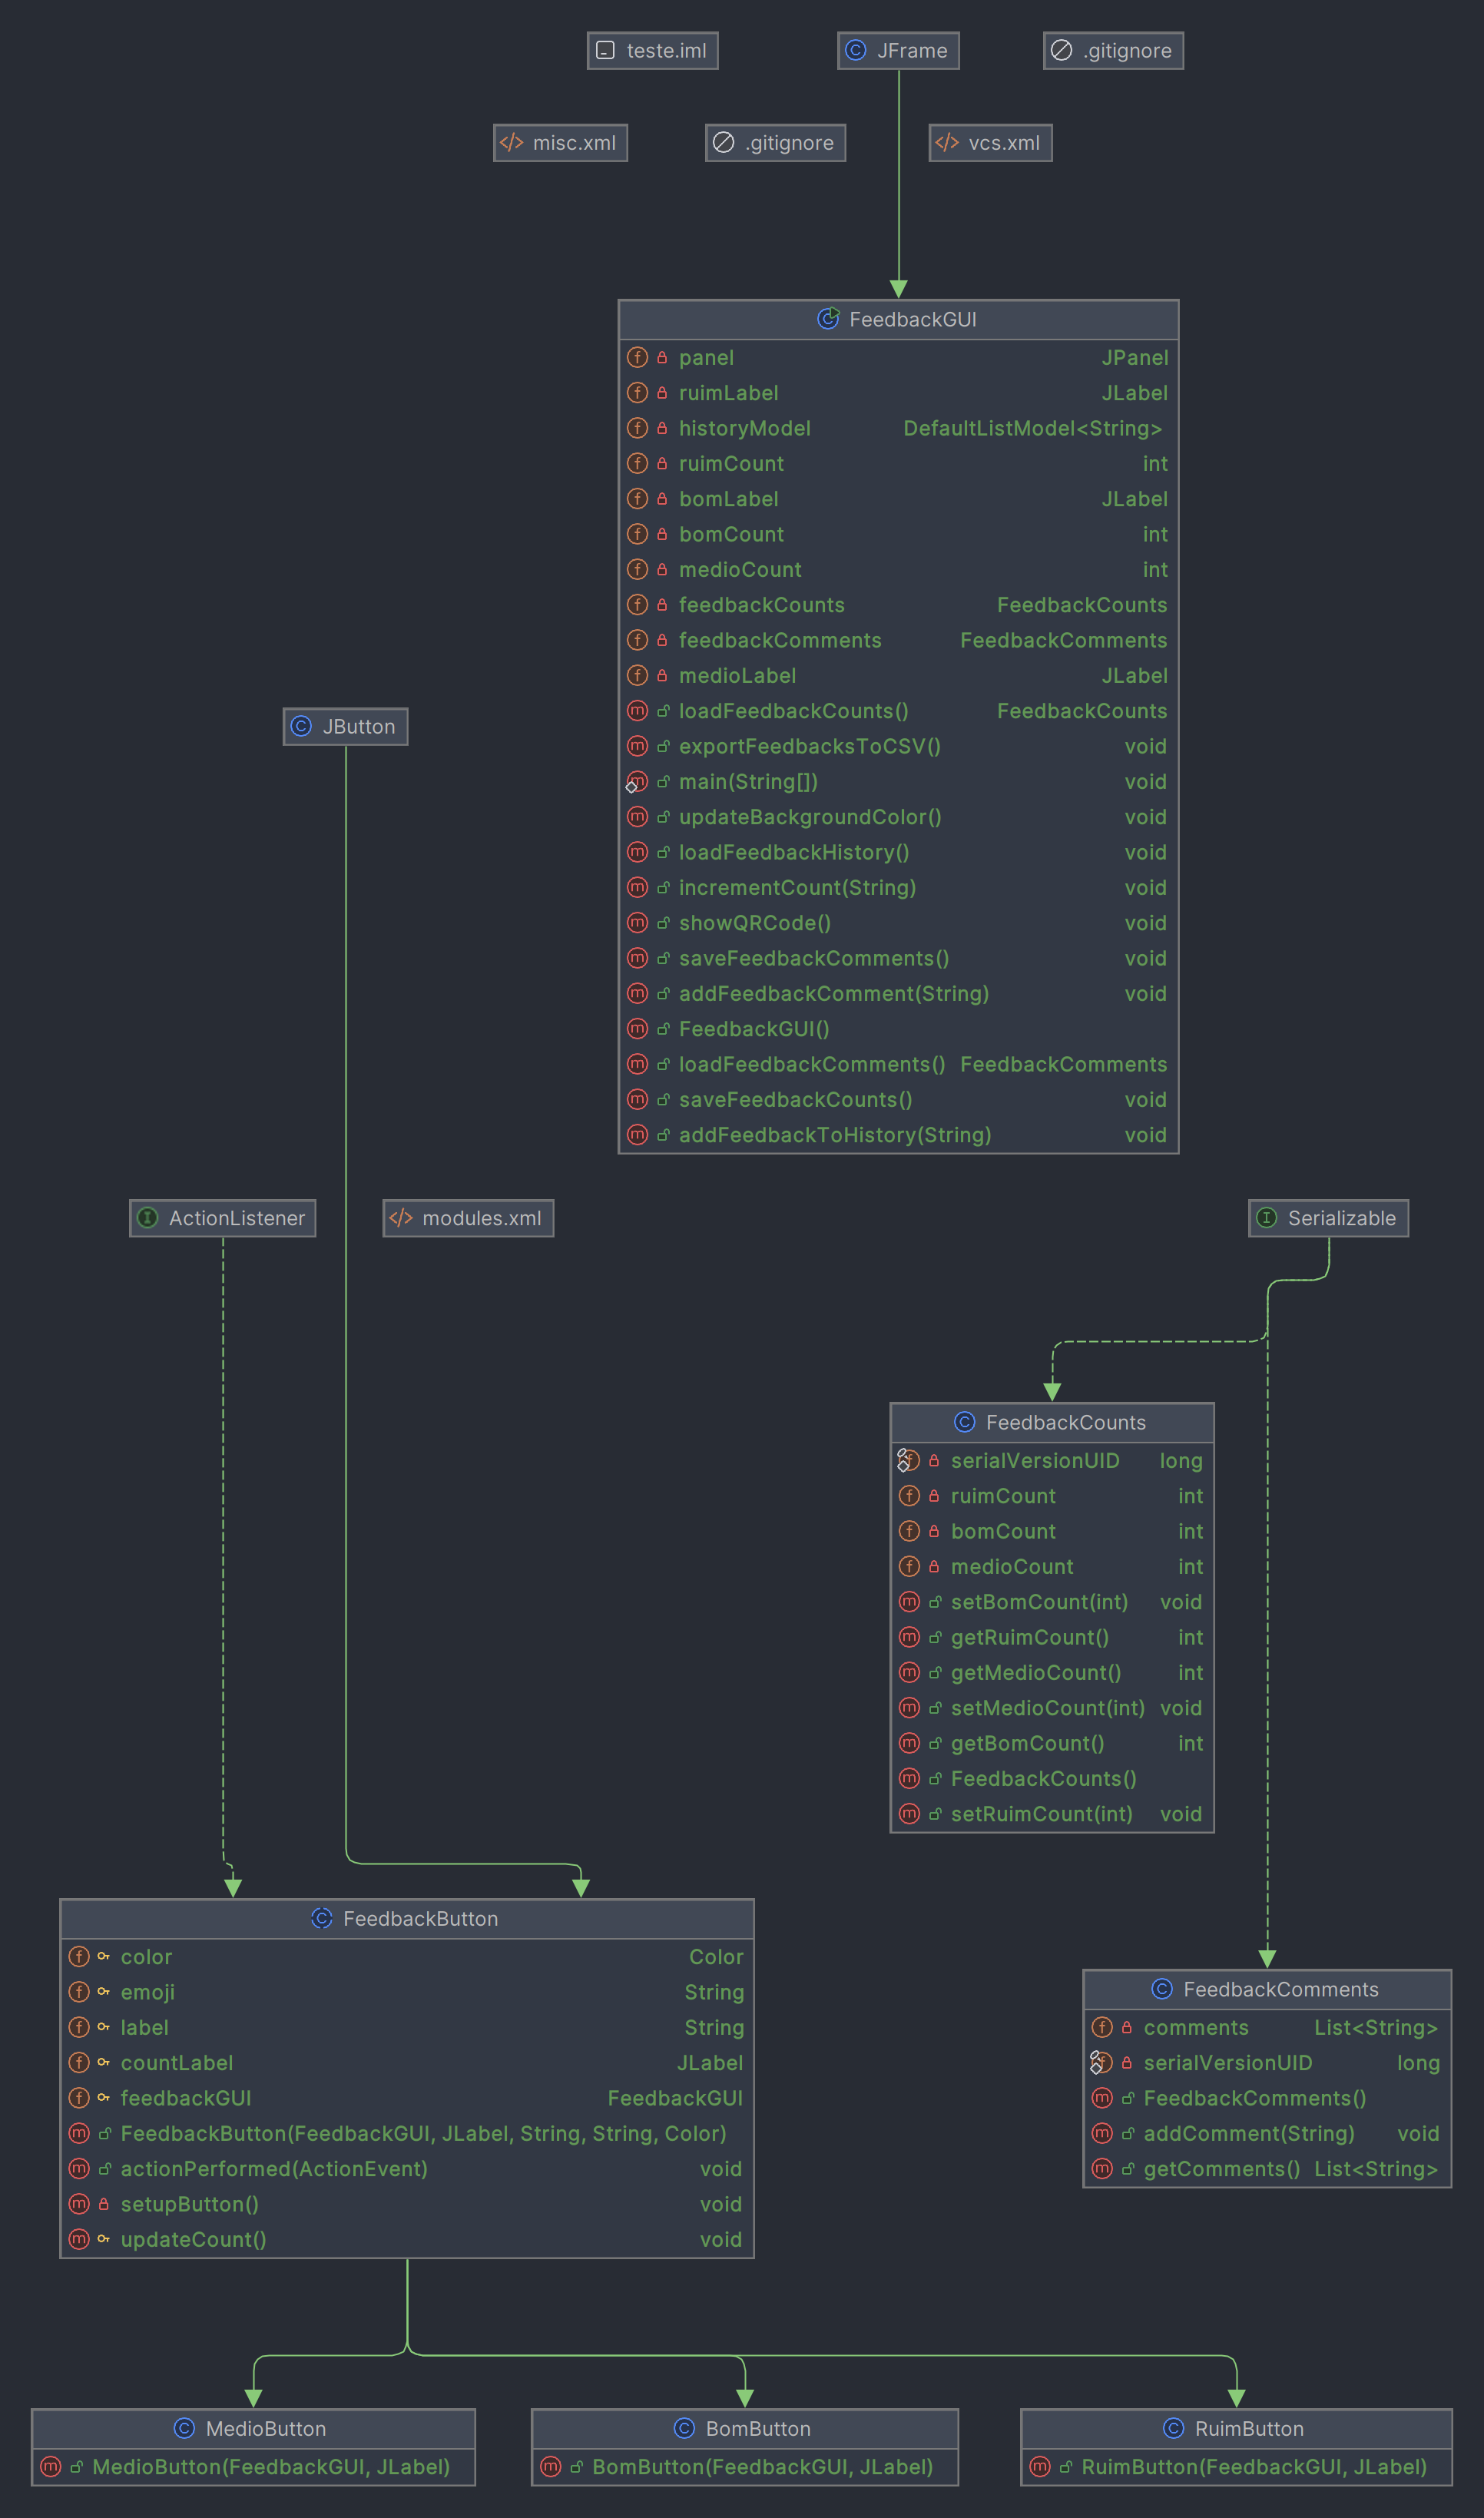 teste.iml
JFrame
.gitignore
misc.xml
.gitignore
vcs.xml
FeedbackGUI
panel JPanel
ruimLabel JLabel
historyModel DefaultListModel<String>
ruimCount int
bomLabel JLabel
bomCount int
medioCount int
feedbackCounts FeedbackCounts
feedbackComments FeedbackComments
medioLabel JLabel
loadFeedbackCounts() FeedbackCounts
exportFeedbacksToCSV() void
main(String[]) void
updateBackgroundColor() void
loadFeedbackHistory() void
incrementCount(String) void
showQRCode() void
saveFeedbackComments() void
addFeedbackComment(String) void
FeedbackGUI()
loadFeedbackComments() FeedbackComments
saveFeedbackCounts() void
addFeedbackToHistory(String) void
JButton
ActionListener
modules.xml
Serializable
FeedbackCounts
serialVersionUID long
ruimCount int
bomCount int
medioCount int
setBomCount(int) void
getRuimCount() int
getMedioCount() int
setMedioCount(int) void
getBomCount() int
FeedbackCounts()
setRuimCount(int) void
FeedbackButton
color Color
emoji String
label String
countLabel JLabel
feedbackGUI FeedbackGUI
FeedbackButton(FeedbackGUI, JLabel, String, String, Color)
actionPerformed(ActionEvent) void
setupButton() void
updateCount() void
FeedbackComments
comments List<String>
serialVersionUID long
FeedbackComments()
addComment(String) void
getComments() List<String>
MedioButton
MedioButton(FeedbackGUI, JLabel)
BomButton
BomButton(FeedbackGUI, JLabel)
RuimButton
RuimButton(FeedbackGUI, JLabel)